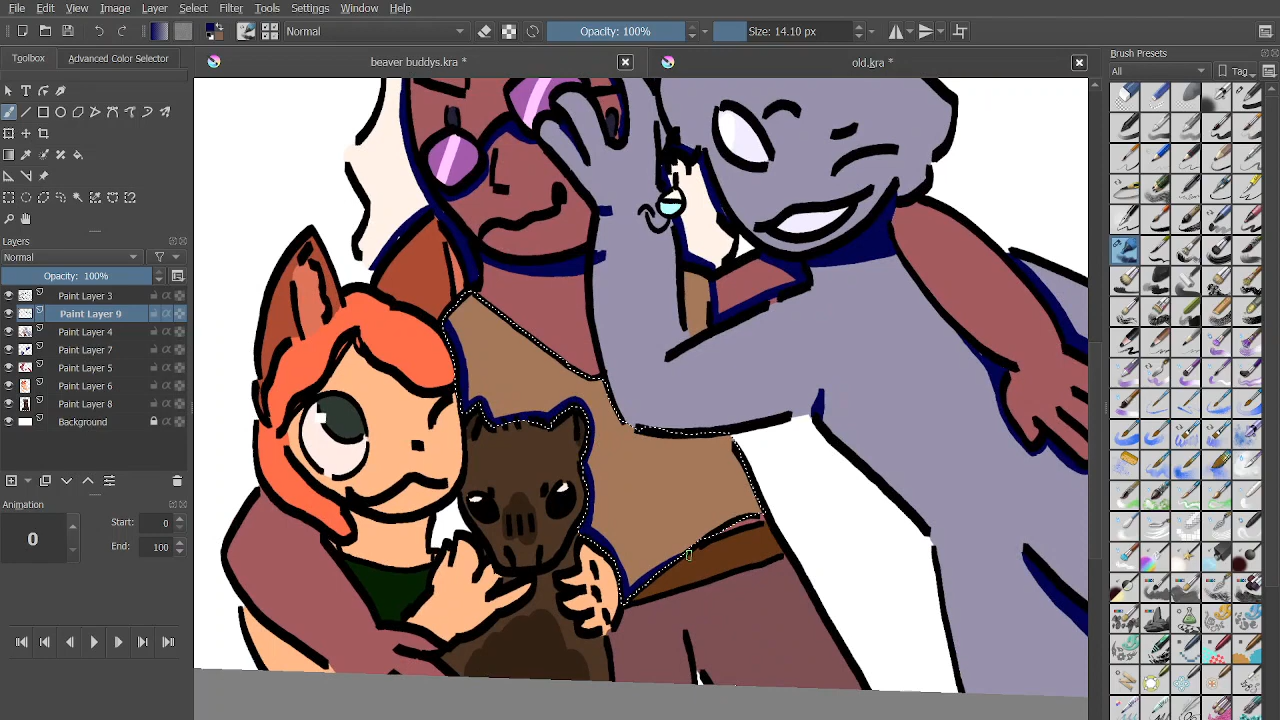 File Edit View Image Layer Select Filter Tools Settings Window Help
Normal Opacity: 100% Size: 14.10 px
Toolbox Advanced Color Selector
beaver buddys.kra *
old.kra *
Brush Presets
All Tag
Layers
Normal
Opacity: 100%
Paint Layer 3
Paint Layer 9
Paint Layer 4
Paint Layer 7
Paint Layer 5
Paint Layer 6
Paint Layer 8
Background
Animation
0
Start: 0
End: 100